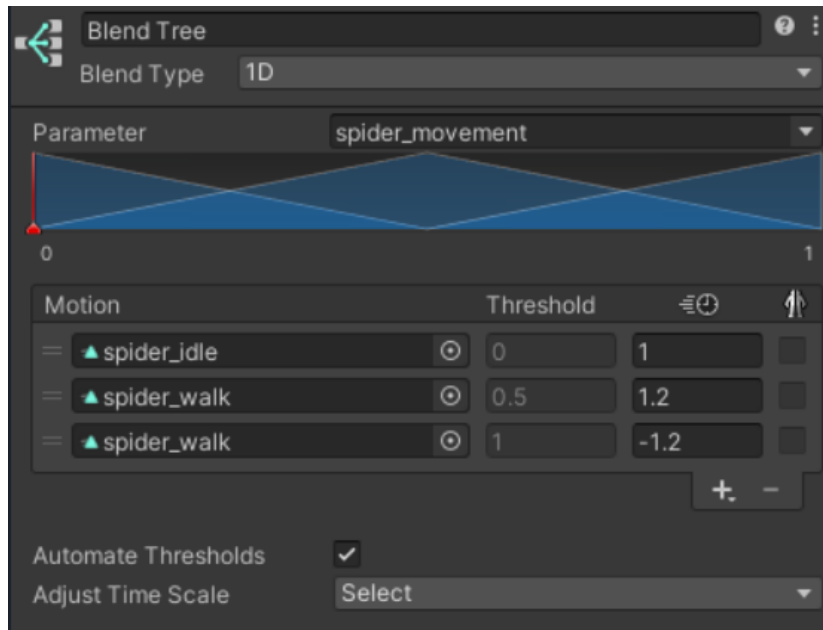 Blend Tree
Blend Type 1D
Parameter spider_movement
0 1
Motion Threshold
spider_idle 0 1
spider_walk 0.5 1.2
spider_walk 1 -1.2
+ -
Automate Thresholds
Adjust Time Scale Select